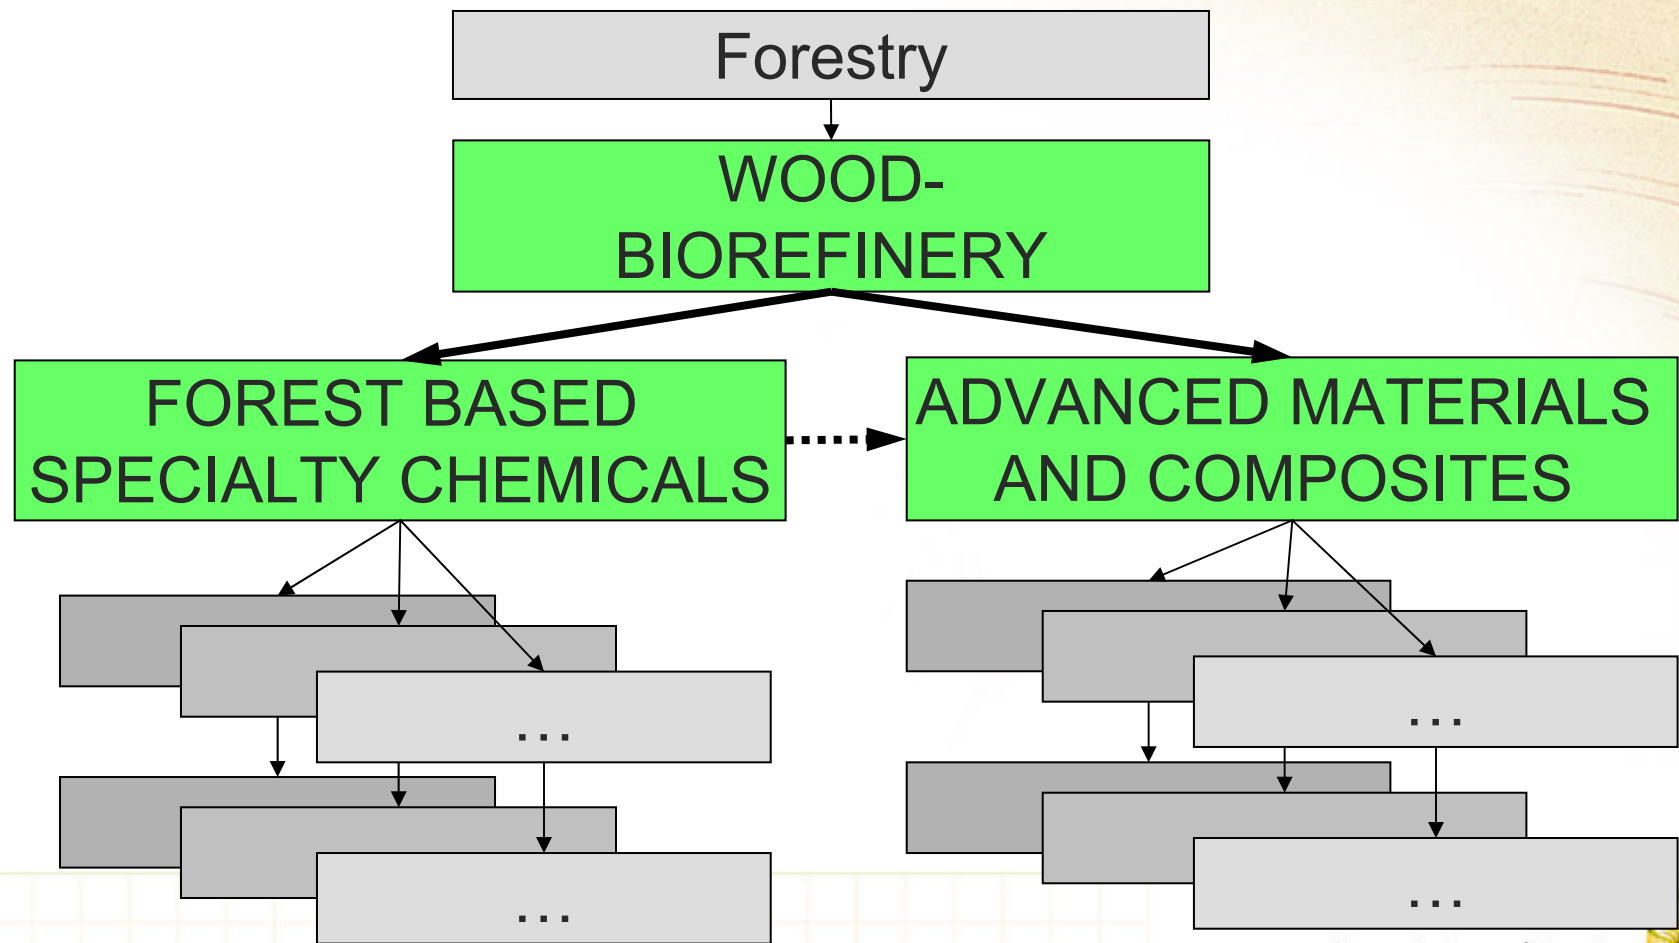 Forestry
WOOD-
BIOREFINERY
FOREST BASED
SPECIALTY CHEMICALS
ADVANCED MATERIALS
AND COMPOSITES
...
...
...
...